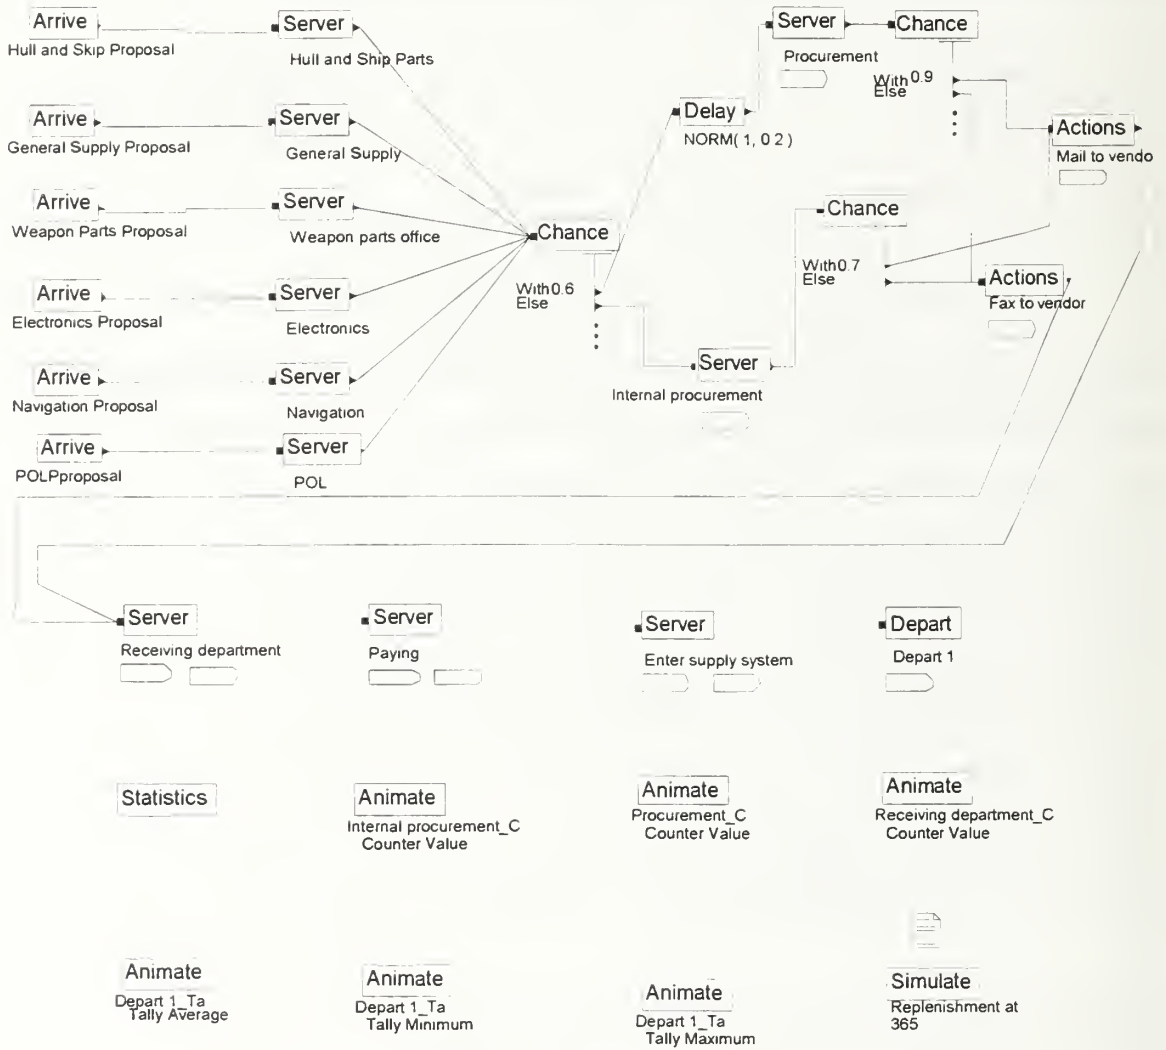 Arrive
Hull and Skip Proposal
Server
Hull and Ship Parts
Server
Procurement
Chance
With 0.9
Else
Arrive
General Supply Proposal
Server
General Supply
Delay
NORM( 1, 0 2 )
Actions
Mail to vendo
Arrive
Weapon Parts Proposal
Server
Weapon parts office
Chance
With 0.6
Else
Chance
With 0.7
Else
Arrive
Electronics Proposal
Server
Electronics
Actions
Fax to vendor
Arrive
Navigation Proposal
Server
Navigation
Server
Internal procurement
Arrive
POLPproposal
Server
POL
Server
Receiving department
Server
Paying
Server
Enter supply system
Depart
Depart 1
Statistics
Animate
Internal procurement_C
Counter Value
Animate
Procurement_C
Counter Value
Animate
Receiving department_C
Counter Value
Animate
Depart 1_Ta
Tally Average
Animate
Depart 1_Ta
Tally Minimum
Animate
Depart 1_Ta
Tally Maximum
Simulate
Replenishment at
365